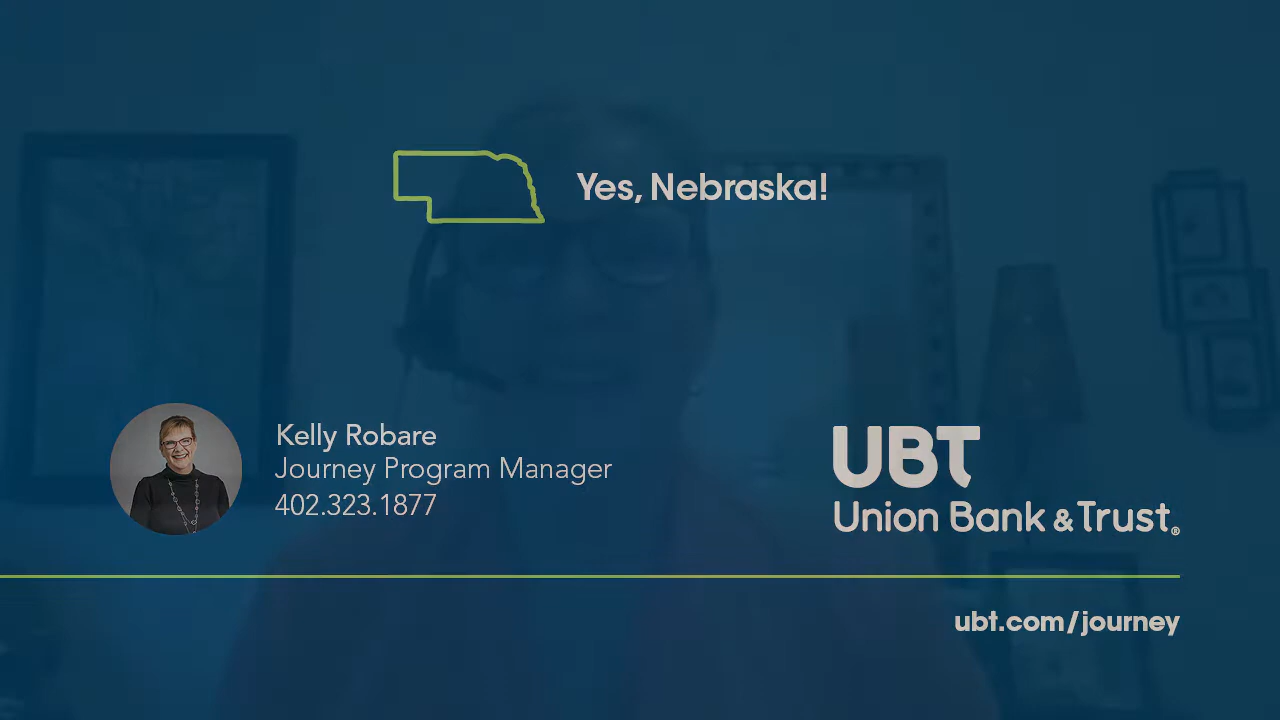 Yes, Nebraska!
Kelly Robare
Journey Program Manager
402.323.1877
UBT
Union Bank & Trust®
ubt.com/journey